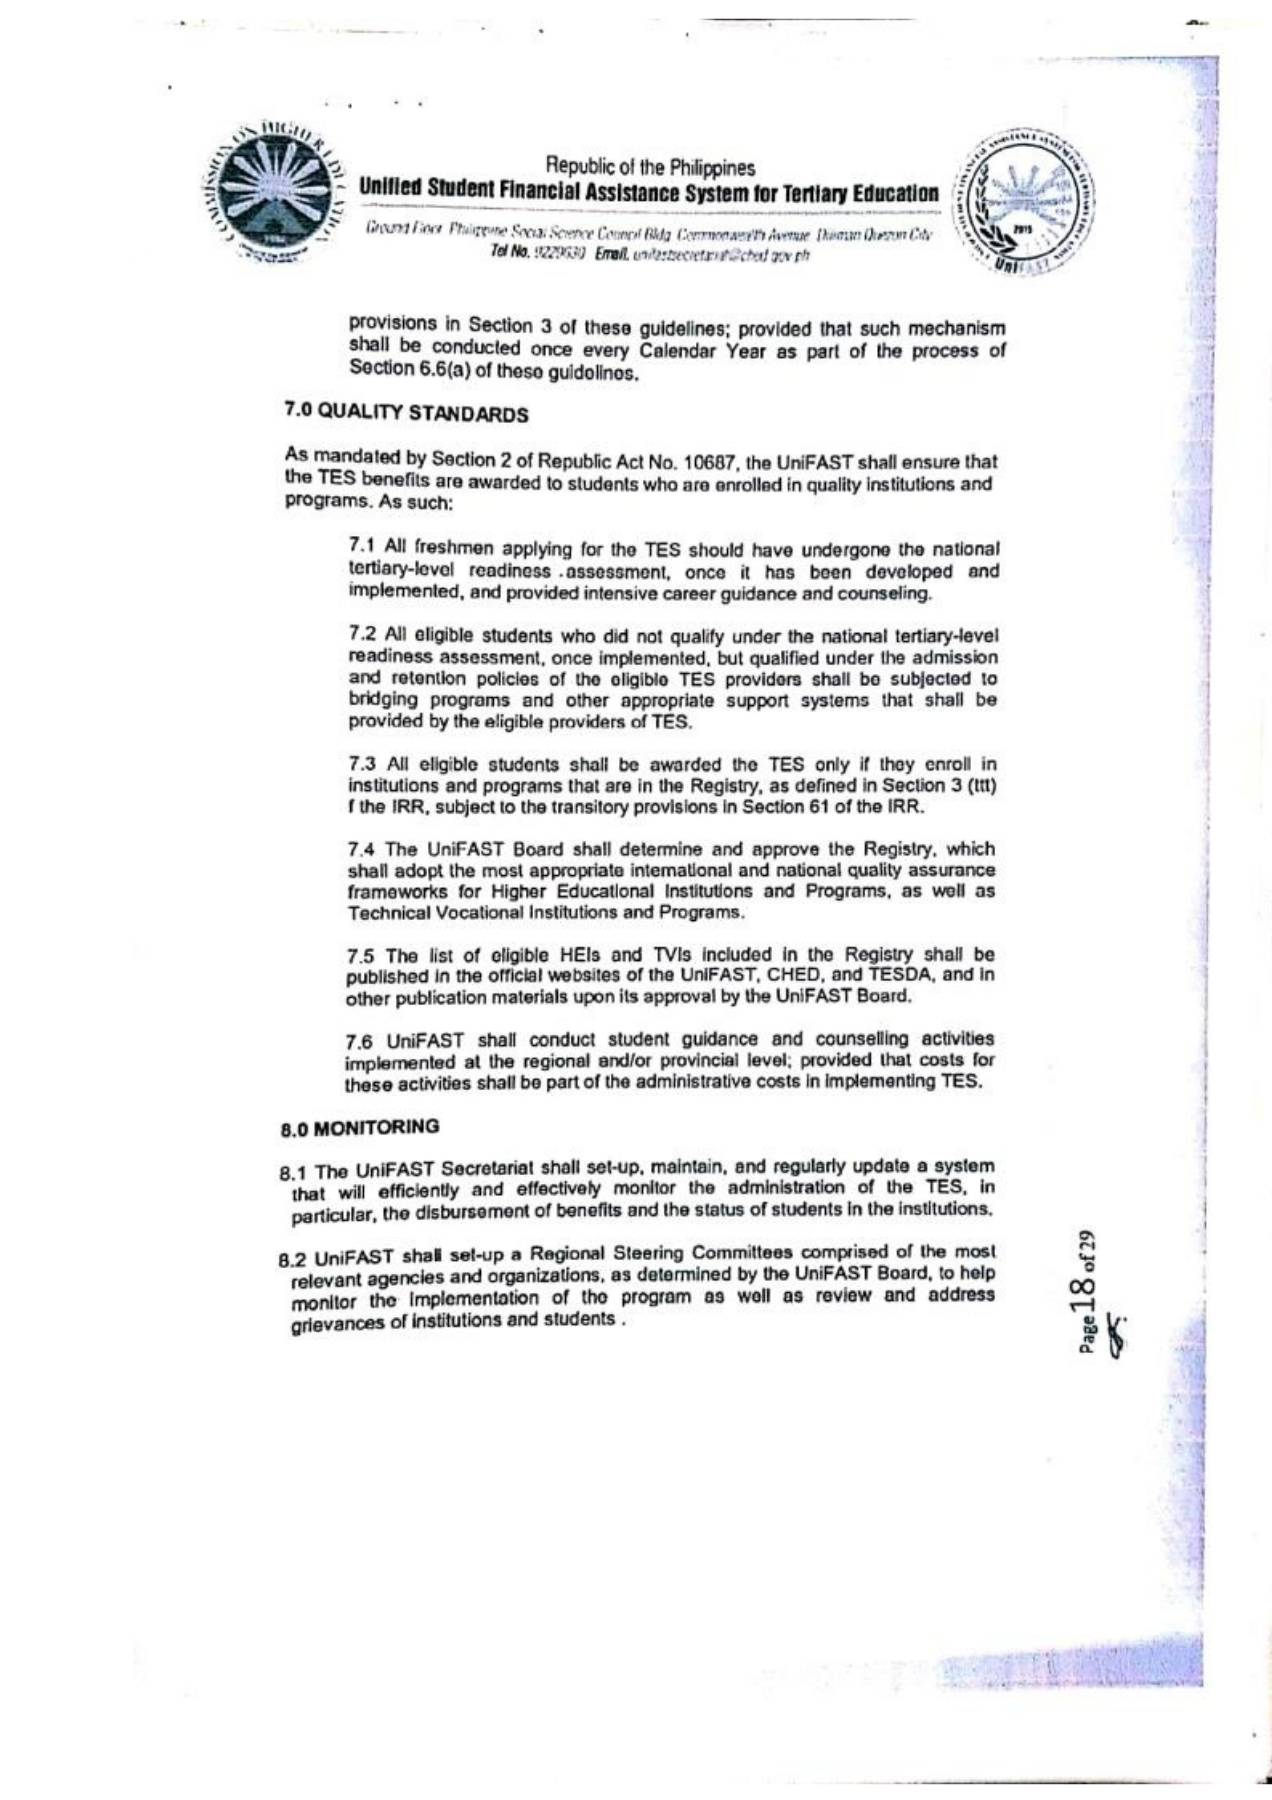 COMMISSION ON HIGHER EDUCATION
Republic of the Philippines
Unified Student Financial Assistance System for Tertiary Education
Ground Floor Philippine Social Science Council Bldg Commonwealth Avenue Diliman Quezon City
Tel No. Email. unifastsecretariat@ched.gov.ph
2015
UniFAST
provisions in Section 3 of these guidelines; provided that such mechanism
shall be conducted once every Calendar Year as part of the process of
Section 6.6(a) of these guidelines.
7.0 QUALITY STANDARDS
As mandated by Section 2 of Republic Act No. 10687, the UniFAST shall ensure that
the TES benefits are awarded to students who are enrolled in quality institutions and
programs. As such:
7.1 All freshmen applying for the TES should have undergone the national
tertiary-level readiness .assessment, once it has been developed and
implemented, and provided intensive career guidance and counseling.
7.2 All eligible students who did not qualify under the national tertiary-level
readiness assessment, once implemented, but qualified under the admission
and retention policies of the eligible TES providers shall be subjected to
bridging programs and other appropriate support systems that shall be
provided by the eligible providers of TES.
7.3 All eligible students shall be awarded the TES only if they enroll in
institutions and programs that are in the Registry, as defined in Section 3 (ttt)
f the IRR, subject to the transitory provisions in Section 61 of the IRR.
7.4 The UniFAST Board shall determine and approve the Registry, which
shall adopt the most appropriate international and national quality assurance
frameworks for Higher Educational Institutions and Programs, as well as
Technical Vocational Institutions and Programs.
7.5 The list of eligible HEIs and TVIs included in the Registry shall be
published in the official websites of the UniFAST, CHED, and TESDA, and in
other publication materials upon its approval by the UniFAST Board.
7.6 UniFAST shall conduct student guidance and counselling activities
implemented at the regional and/or provincial level; provided that costs for
these activities shall be part of the administrative costs in implementing TES.
8.0 MONITORING
8.1 The UniFAST Secretariat shall set-up, maintain, and regularly update a system
that will efficiently and effectively monitor the administration of the TES, in
particular, the disbursement of benefits and the status of students in the institutions.
8.2 UniFAST shall set-up a Regional Steering Committees comprised of the most
relevant agencies and organizations, as determined by the UniFAST Board, to help
monitor the Implementation of the program as well as review and address
grievances of institutions and students .
Page 18 of 29